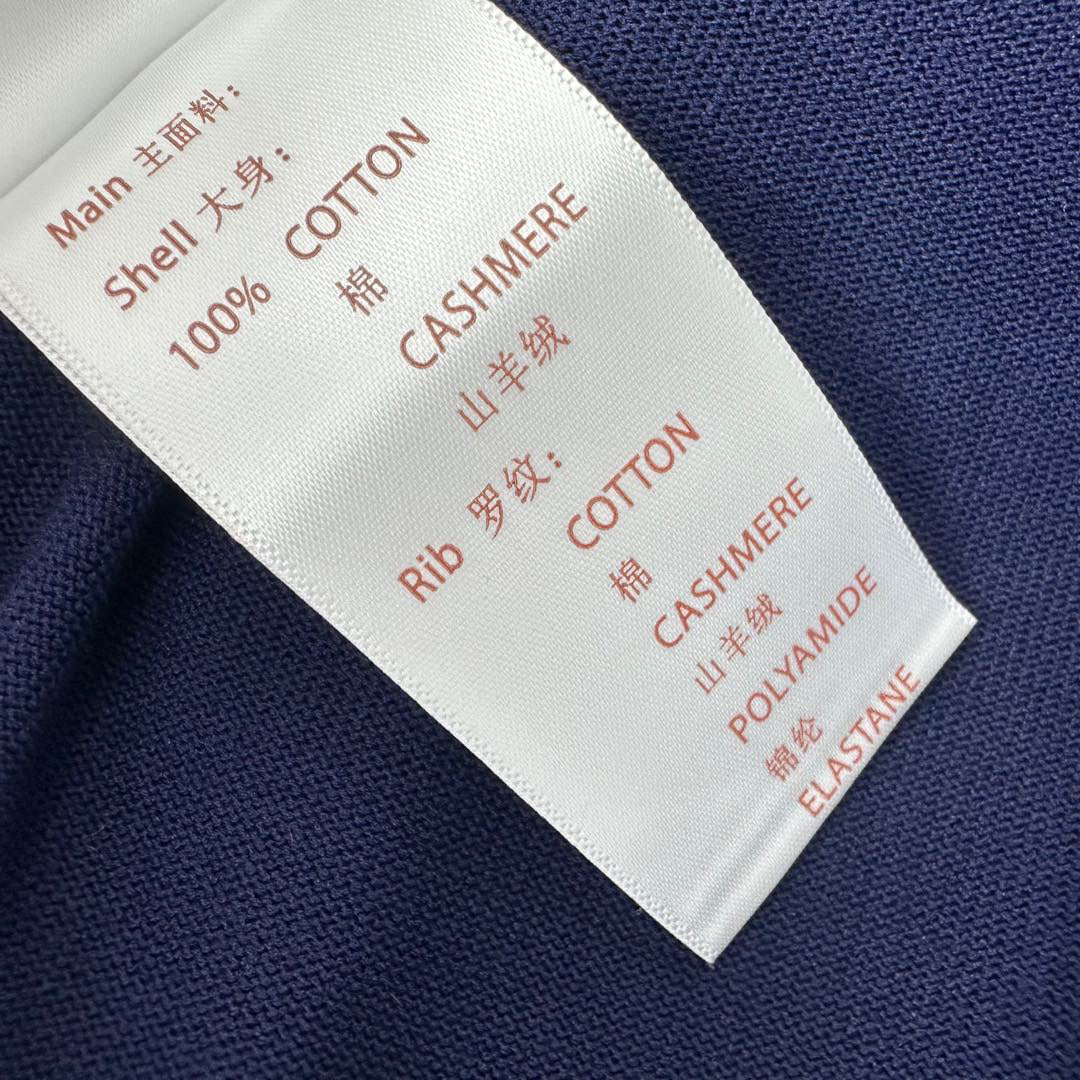 Main 主面料:
Shell 大身:
100% COTTON
棉
CASHMERE
山羊绒
Rib 罗纹:
COTTON
棉
CASHMERE
山羊绒
POLYAMIDE
锦纶
ELASTANE